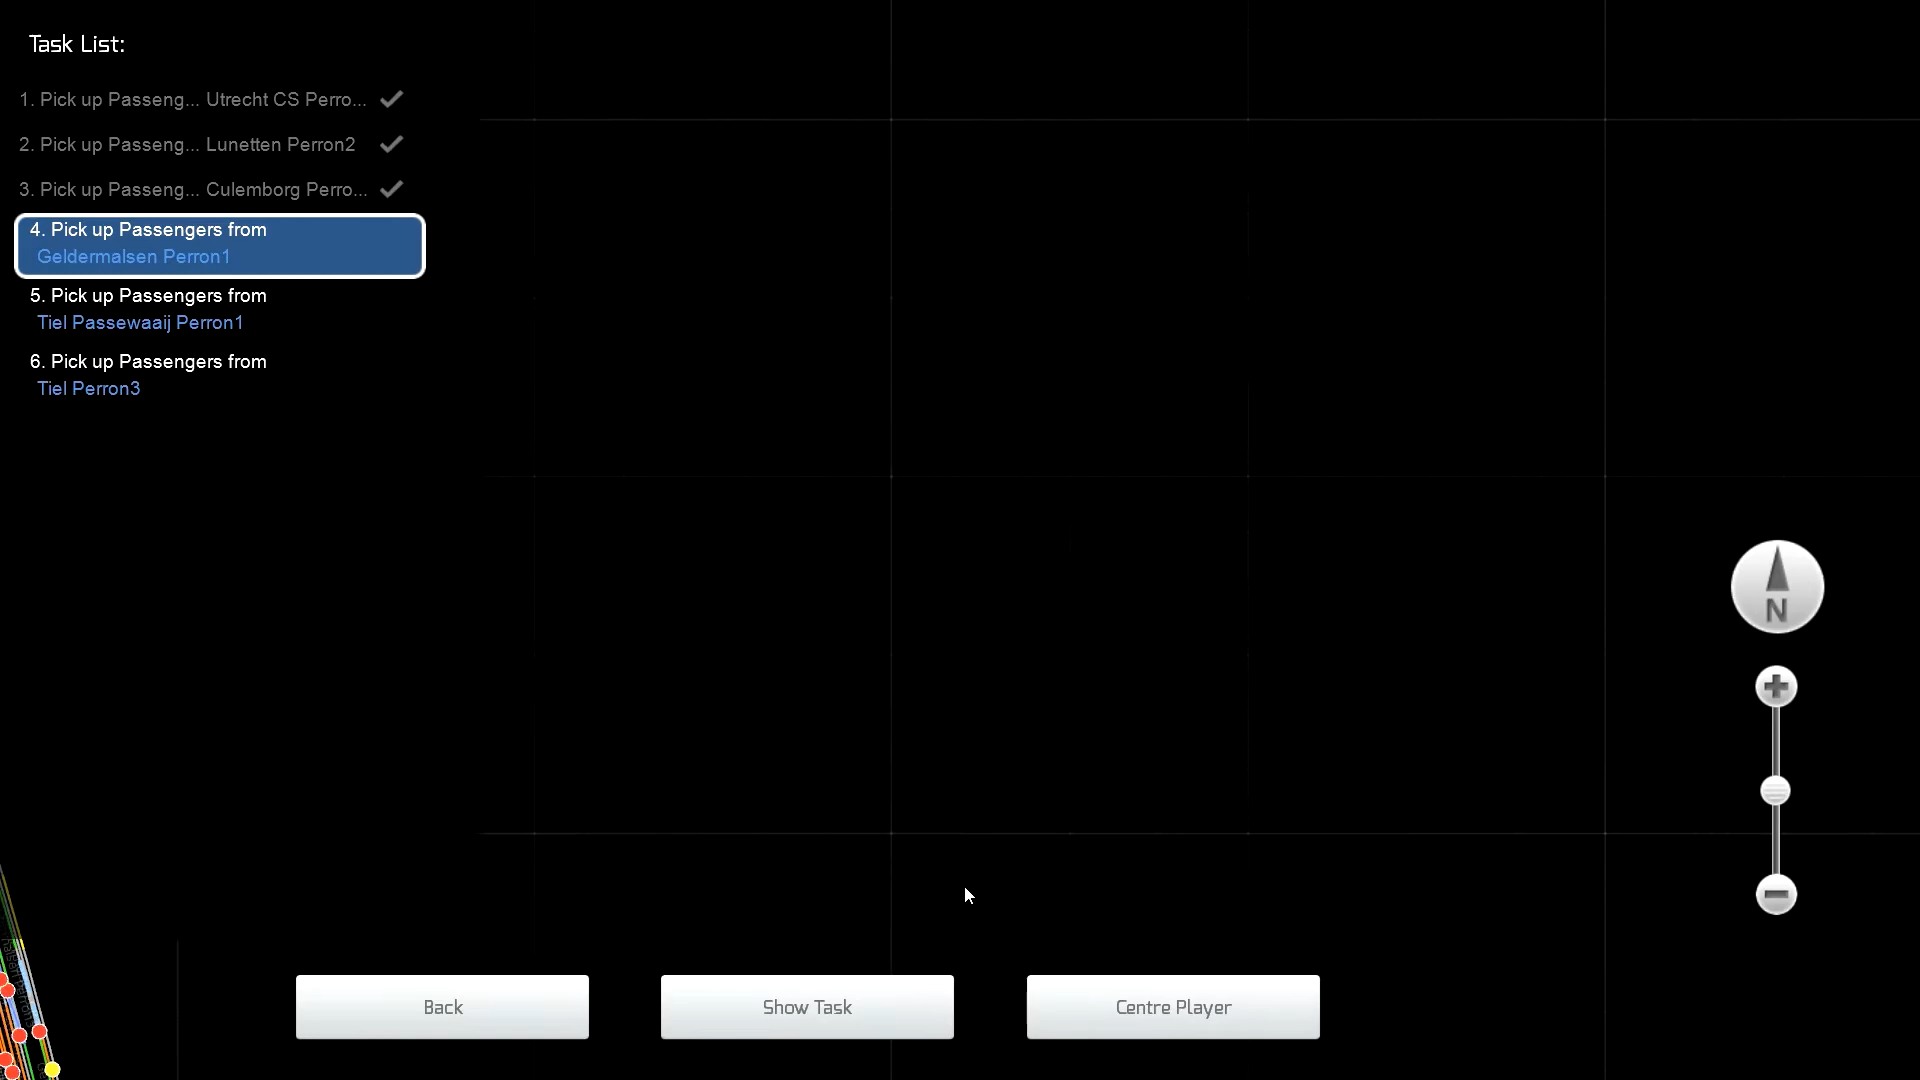 Task List:
1. Pick up Passeng... Utrecht CS Perro...
2. Pick up Passeng... Lunetten Perron2
3. Pick up Passeng... Culemborg Perro...
4. Pick up Passengers from
Geldermalsen Perron1
5. Pick up Passengers from
Tiel Passewaaij Perron1
6. Pick up Passengers from
Tiel Perron3
N
Back
Show Task
Centre Player